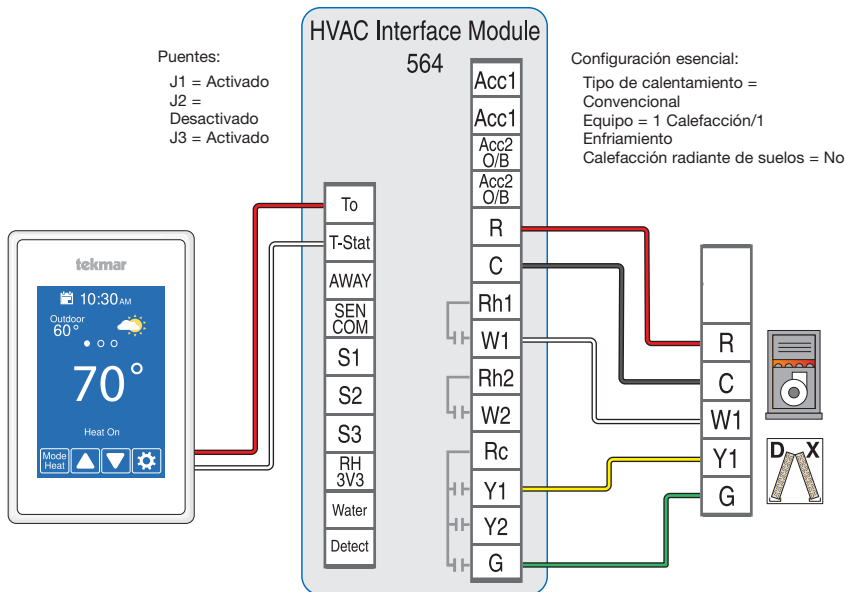 HVAC Interface Module
564
Puentes:
J1 = Activado
J2 =
Desactivado
J3 = Activado
Configuración esencial:
Tipo de calentamiento =
Convencional
Equipo = 1 Calefacción/1
Enfriamiento
Calefacción radiante de suelos = No
tekmar
10:30 AM
Outdoor
60°
70°
Heat On
Mode
Heat
To
T-Stat
AWAY
SEN
COM
S1
S2
S3
RH
3V3
Water
Detect
Acc1
Acc1
Acc2
O/B
Acc2
O/B
R
C
Rh1
W1
Rh2
W2
Rc
Y1
Y2
G
R
C
W1
Y1
G
D X